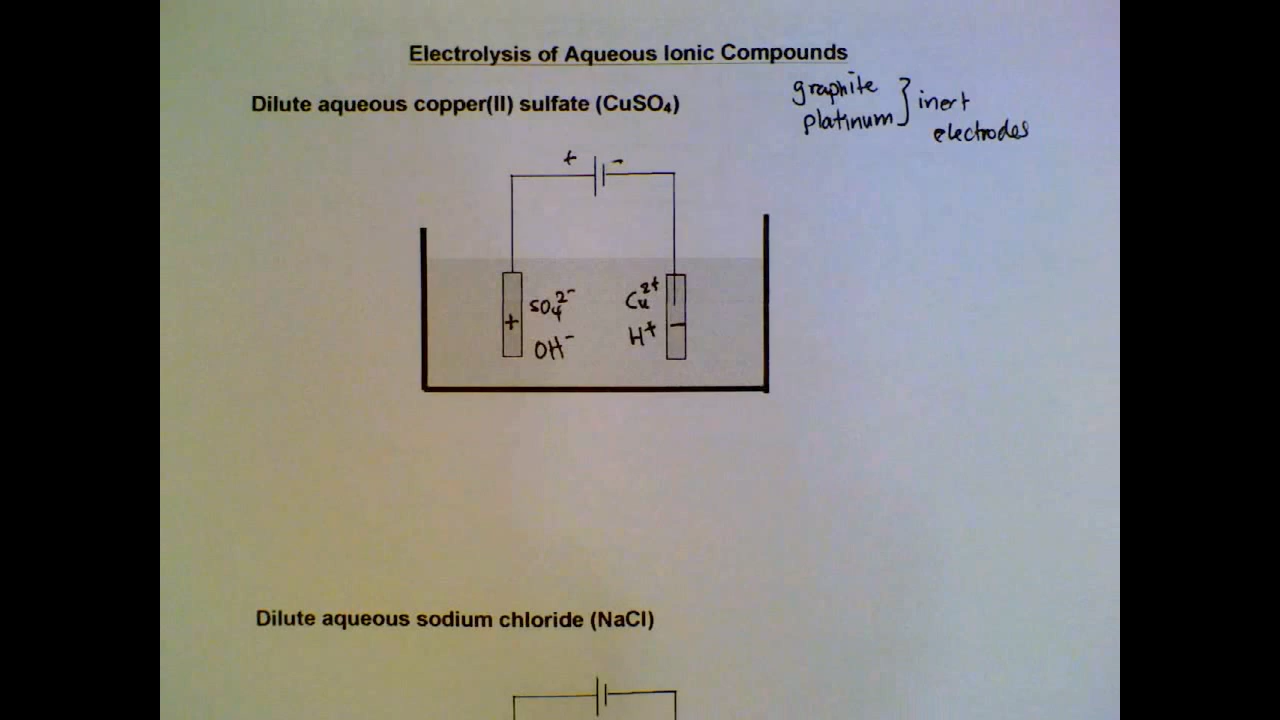 Electrolysis of Aqueous Ionic Compounds
Dilute aqueous copper(II) sulfate (CuSO₄)
graphite
platinum } inert
electrodes
+ -
SO₄²⁻ Cu²⁺
+ -
OH⁻ H⁺
Dilute aqueous sodium chloride (NaCl)